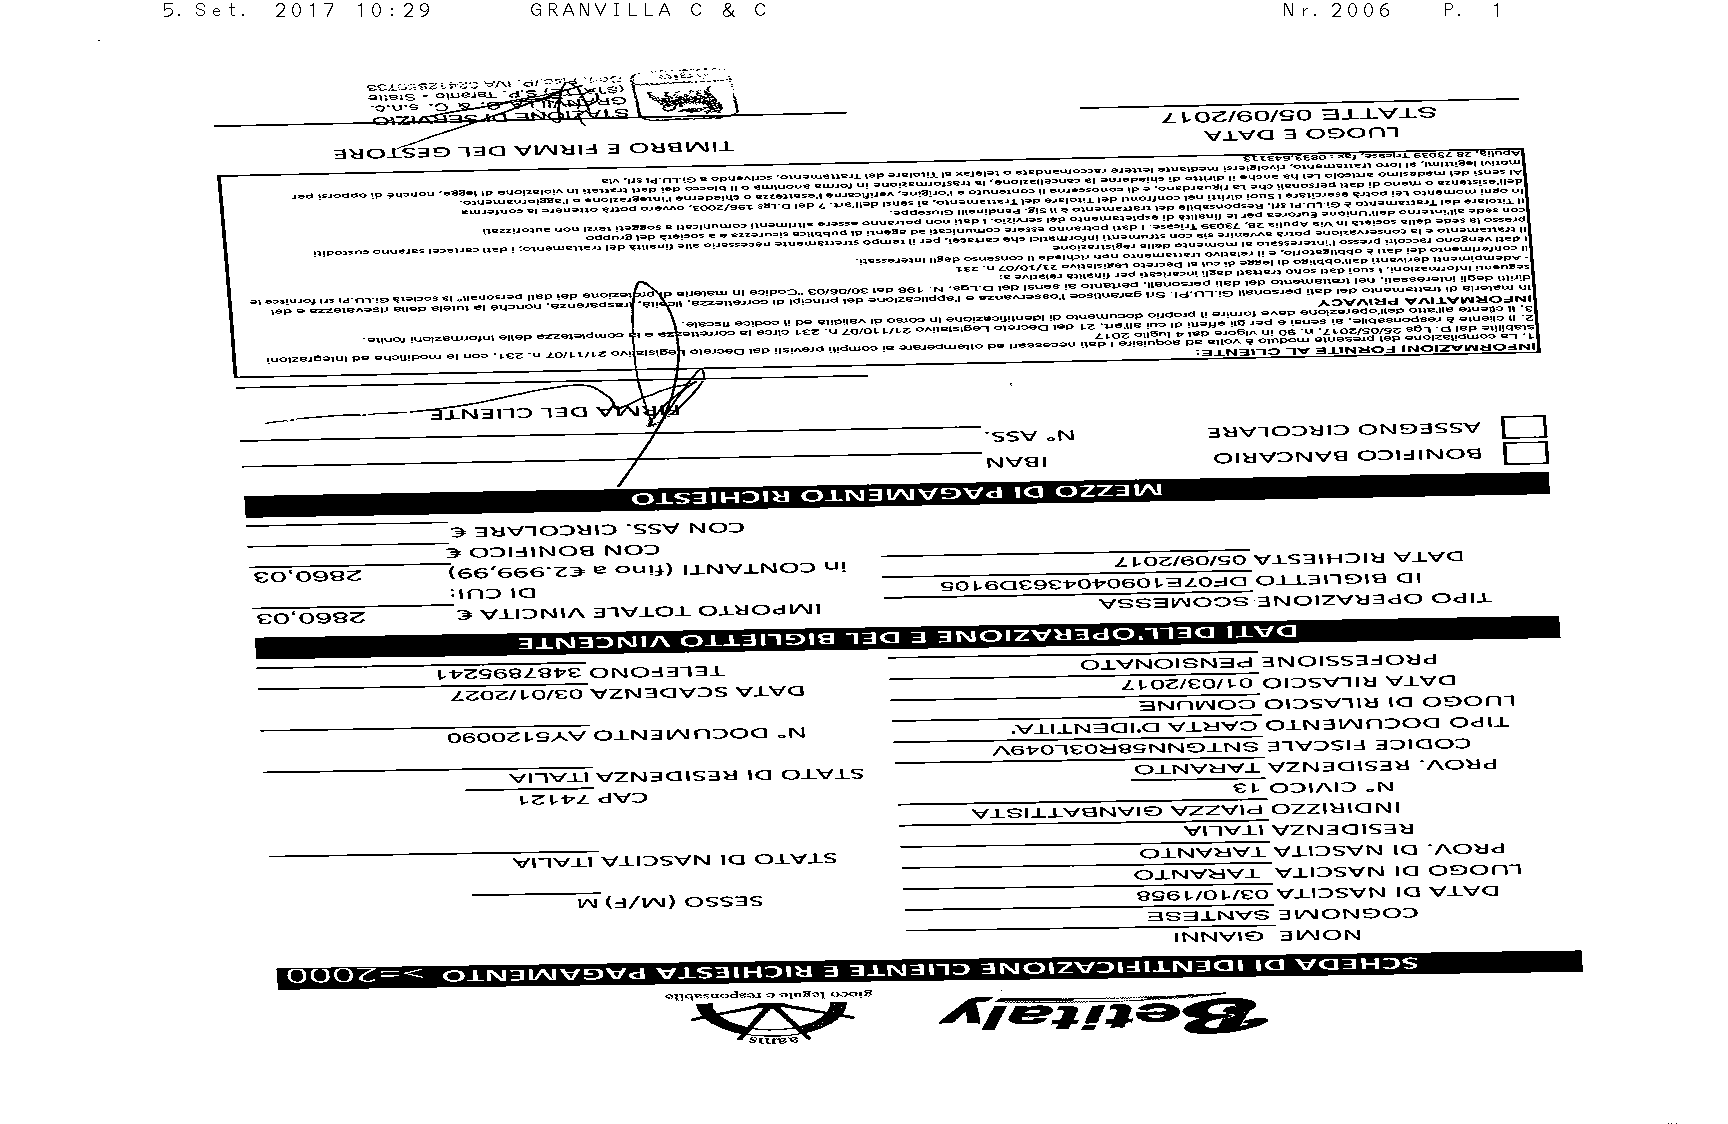 5. Set. 2017 10:29 GRANVILLA C & C Nr. 2006 P. 1
Betitaly
aams
gioco legale e responsabile
SCHEDA DI IDENTIFICAZIONE CLIENTE E RICHIESTA PAGAMENTO >=2000
NOME GIANNI
COGNOME SANTESE
DATA DI NASCITA 03/10/1958 SESSO (M/F) M
LUOGO DI NASCITA TARANTO
PROV. DI NASCITA TARANTO STATO DI NASCITA ITALIA
RESIDENZA ITALIA
INDIRIZZO PIAZZA GIANBATTISTA
N° CIVICO 13 CAP 74121
PROV. RESIDENZA TARANTO STATO DI RESIDENZA ITALIA
CODICE FISCALE SNTGNN58R03L049V
TIPO DOCUMENTO CARTA D'IDENTITA' N° DOCUMENTO AY5120090
LUOGO DI RILASCIO COMUNE
DATA RILASCIO 01/03/2017 DATA SCADENZA 03/01/2027
PROFESSIONE PENSIONATO TELEFONO 3487895241
DATI DELL'OPERAZIONE E DEL BIGLIETTO VINCENTE
TIPO OPERAZIONE SCOMESSA IMPORTO TOTALE VINCITA € 2860,03
ID BIGLIETTO DF07E1090404363D9105 DI CUI:
DATA RICHIESTA 05/09/2017 in CONTANTI (fino a €2.999,99) 2860,03
CON BONIFICO €
CON ASS. CIRCOLARE €
MEZZO DI PAGAMENTO RICHIESTO
BONIFICO BANCARIO IBAN
ASSEGNO CIRCOLARE N° ASS.
FIRMA DEL CLIENTE
INFORMAZIONI FORNITE AL CLIENTE:
1. La compilazione del presente modulo è volta ad acquisire i dati necessari ad ottemperare ai compiti previsti dal Decreto Legislativo 21/11/07 n. 231, con le modifiche ed integrazioni
stabilite dal D. Lgs 25/05/2017, n. 90 in vigore dal 4 luglio 2017
2. Il cliente è responsabile, ai sensi e per gli effetti di cui all'art. 21 del Decreto Legislativo 21/110/07 n. 231 circa la correttezza e la completezza delle informazioni fonite.
3. Il cliente all'atto dell'operazione deve fornire il proprio documento di identificazione in corso di validità ed il codice fiscale.
INFORMATIVA PRIVACY
In materia di trattamento dei dati personali GI.LU.PI. Srl garantisce l'osservanza e l'applicazione dei principi di correttezza, liceità, trasparenza, nonché la tutela della riservatezza e dei
diritti degli interessati, nel trattamento dei dati personali, pertanto ai sensi del D.Lgs. N. 196 del 30/06/03 "Codice in materia di protezione dei dati personali" la società GI.LU.PI srl fornisce le
seguenti informazioni. I suoi dati sono trattati dagli incaricati per finalità relative a:
- Adempimenti derivanti dall'obbligo di legge di cui al Decreto Legislativo 21/10/07 n. 231
Il conferimento dei dati è obbligatorio, e il relativo trattamento non richiede il consenso degli interessati.
I dati vengono raccolti presso l'interessato al momento della registrazione
Il trattamento e la conservazione potrà avvenire sia con strumenti informatici che cartacei, per il tempo strettamente necessario alle finalità del trattamento; i dati cartacei saranno custoditi
presso la sede della società in via Apulia 28, 73039 Tricase. I dati potranno essere comunicati ad agenti di pubblica sicurezza e a società del gruppo
con sede all'interno dell'Unione Europea per le finalità di espletamento del servizio. I dati non potranno essere altrimenti comunicati a soggetti terzi non autorizzati
Il Titolare del Trattamento è GI.LU.PI srl, Responsabile del trattamento è il sig. Pendinelli Giuseppe.
In ogni momento Lei potrà esercitare i Suoi diritti nei confronti del Titolare del Trattamento, ai sensi dell'art. 7 del D.Lgs 196/2003, ovvero potrà ottenere la conferma
dell'esistenza o meno di dati personali che La riguardano, e di conoscerne il contenuto e l'origine, verificarne l'esattezza o chiederne l'integrazione o l'aggiornamento.
Ai sensi del medesimo articolo Lei ha anche il diritto di chiederne la cancellazione, la trasformazione in forma anonima o il blocco dei dati trattati in violazione di legge, nonché di opporsi per
motivi legittimi, al loro trattamento, rivolgersi mediante lettere raccomandate o telefax al Titolare del Trattamento, scrivendo a GI.LU.PI srl, via
Apulia, 28 73039 Tricase, fax : 0833.
LUOGO E DATA TIMBRO E FIRMA DEL GESTORE
STATTE 05/09/2017
STAZIONE DI SERVIZIO
GRANVILLA G. & C. s.n.c.
(STATTE) S.P. Taranto - Statte